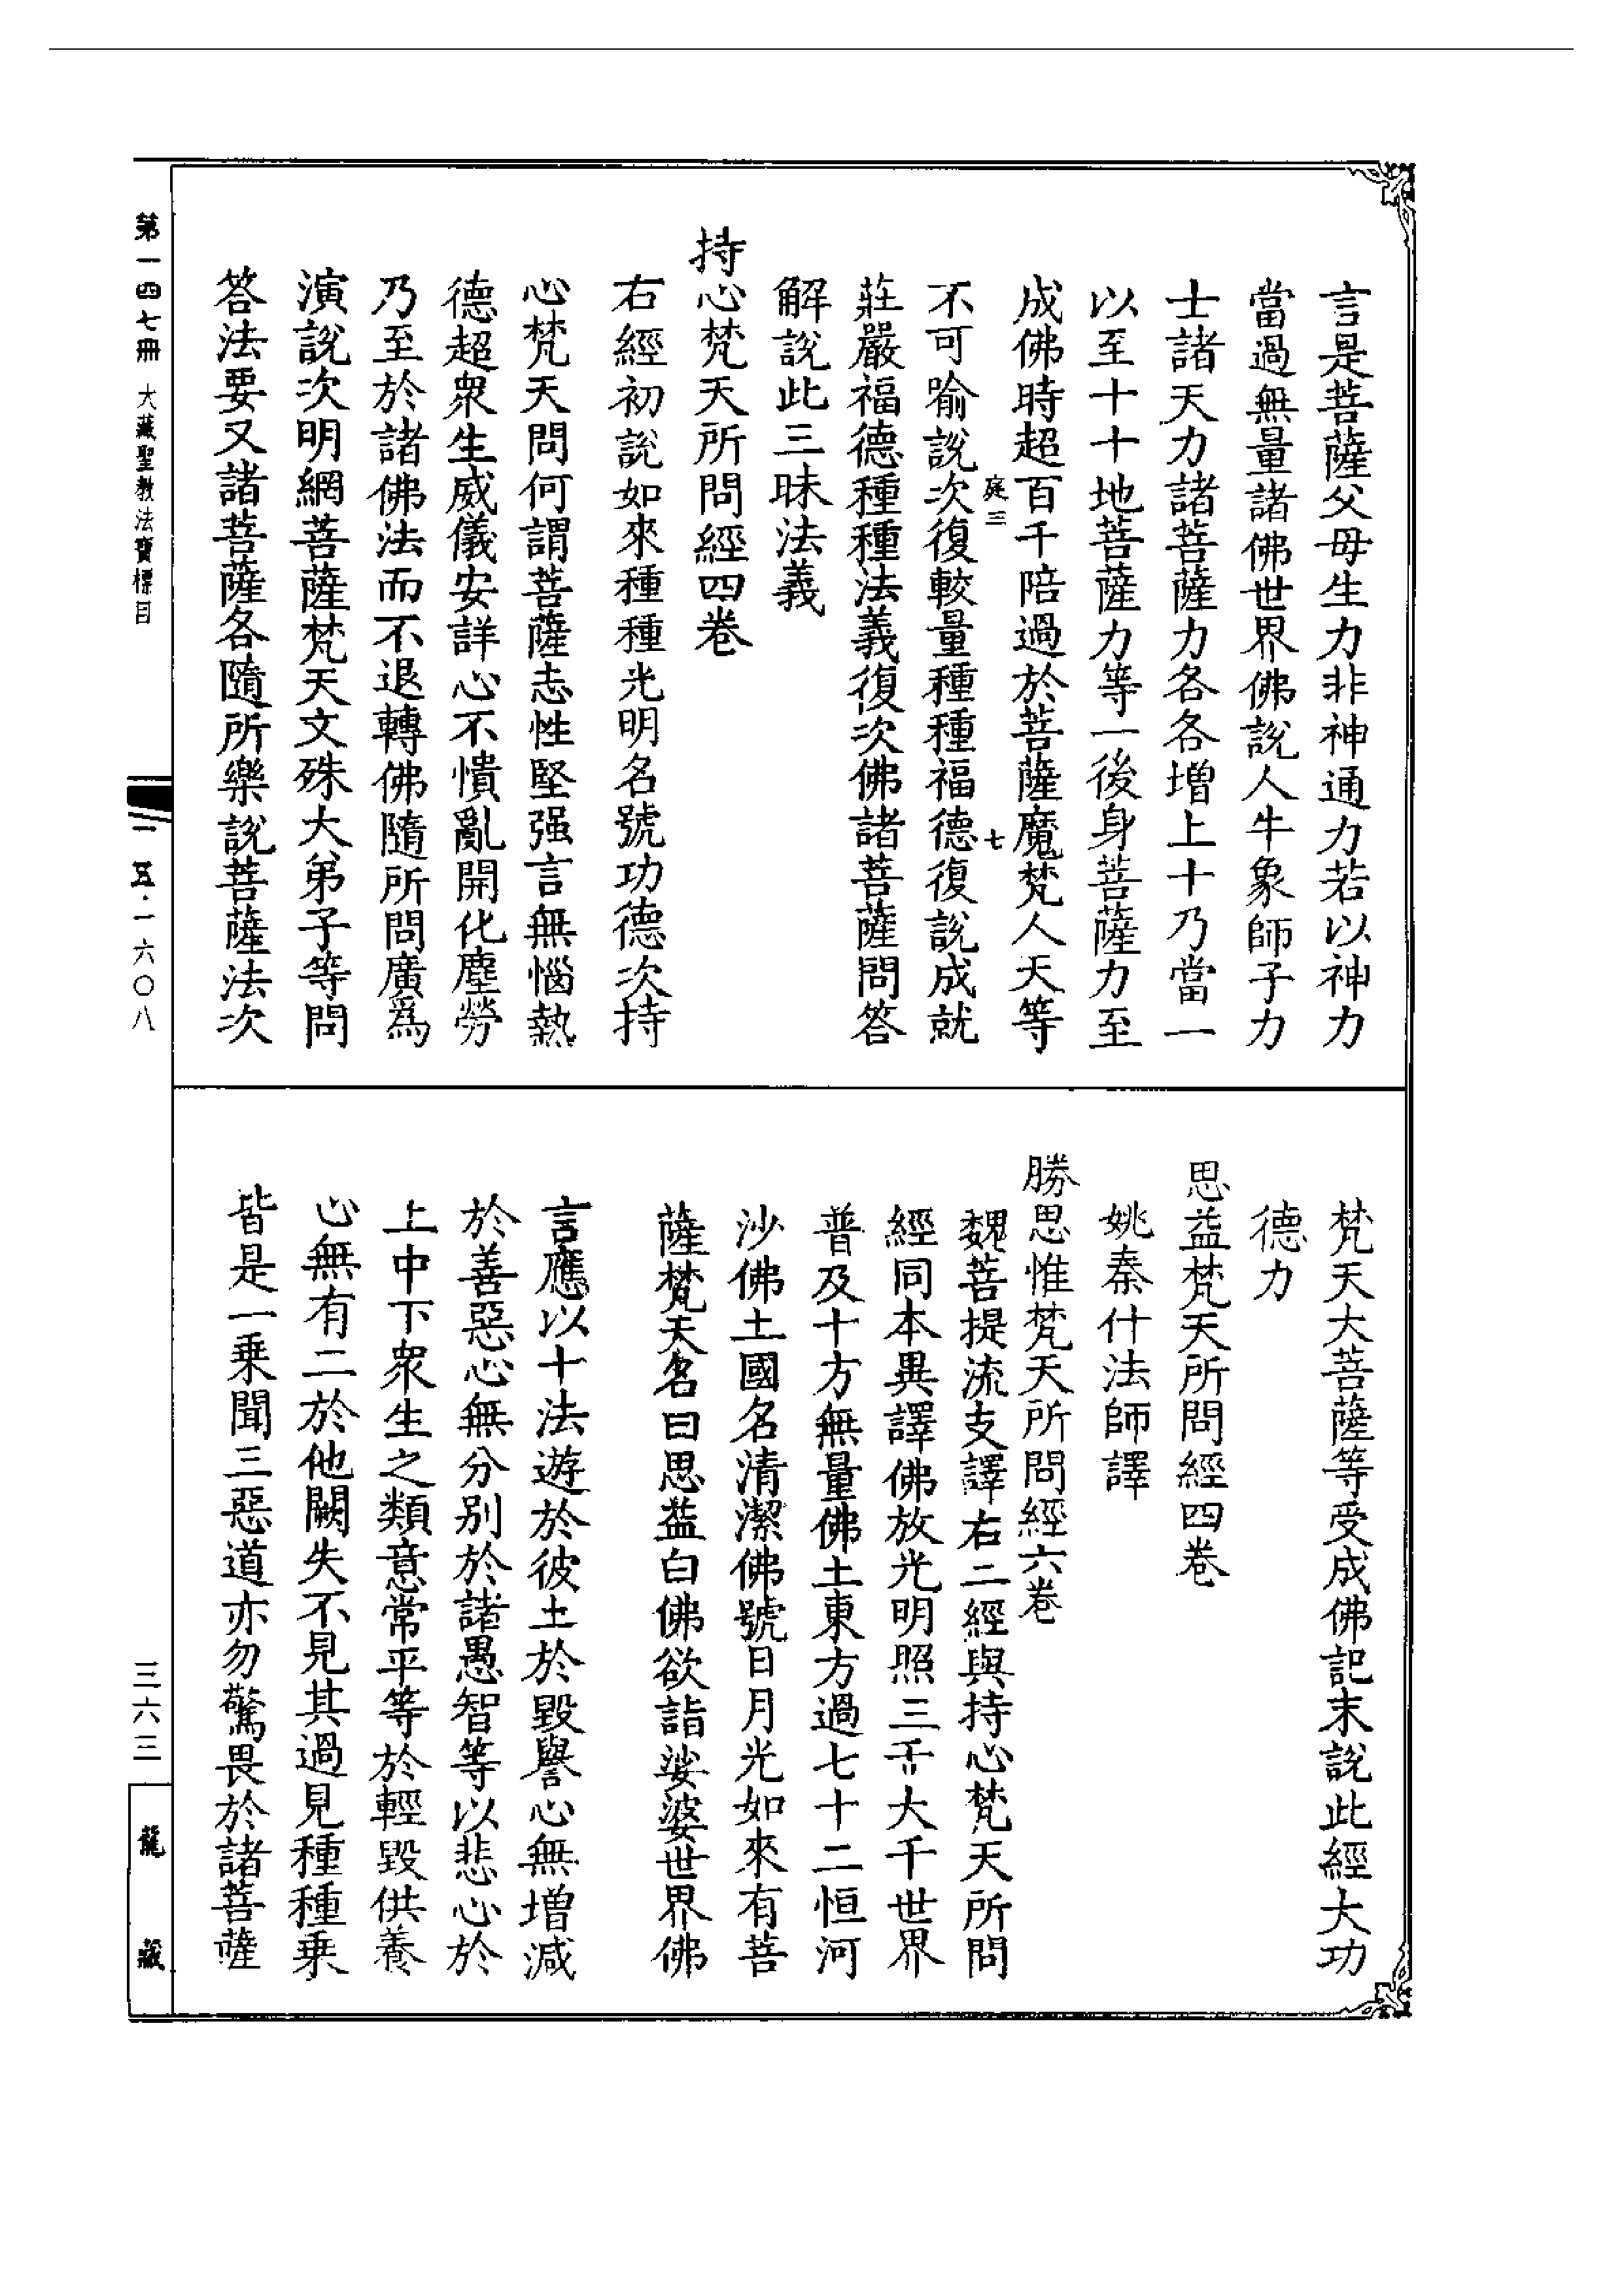 言是菩薩父母生力非神通力若以神力
當過無量諸佛世界佛說人牛象師子力
士諸天力諸菩薩力各各增上十乃當一
以至十十地菩薩力等一後身菩薩力至
成佛時超百千陪過於菩薩魔梵人天等
庭三 七
不可喻說次復較量種種福德復說成就
莊嚴福德種種法義復次佛諸菩薩問答
解說此三昧法義
持心梵天所問經四卷
右經初說如來種種光明名號功德次持
心梵天問何謂菩薩志性堅强言無惱熱
德超衆生威儀安詳心不憒亂開化塵勞
乃至於諸佛法而不退轉佛隨所問廣爲
演說次明網菩薩梵天文殊大弟子等問
答法要又諸菩薩各隨所樂說菩薩法次
梵天大菩薩等受成佛記末說此經大功
德力
思益梵天所問經四卷
姚秦什法師譯
勝思惟梵天所問經六卷
魏菩提流支譯右二經與持心梵天所問
經同本異譯佛放光明照三千大千世界
普及十方無量佛土東方過七十二恒河
沙佛土國名清潔佛號日月光如來有菩
薩梵天名曰思益白佛欲詣娑婆世界佛
言應以十法遊於彼土於毀譽心無增減
於善惡心無分別於諸愚智等以悲心於
上中下衆生之類意常平等於輕毀供養
心無有二於他闕失不見其過見種種乘
皆是一乘聞三惡道亦勿驚畏於諸菩薩
第一四七冊 大藏聖教法寶標目
一五·一六〇八
三六三
龍藏